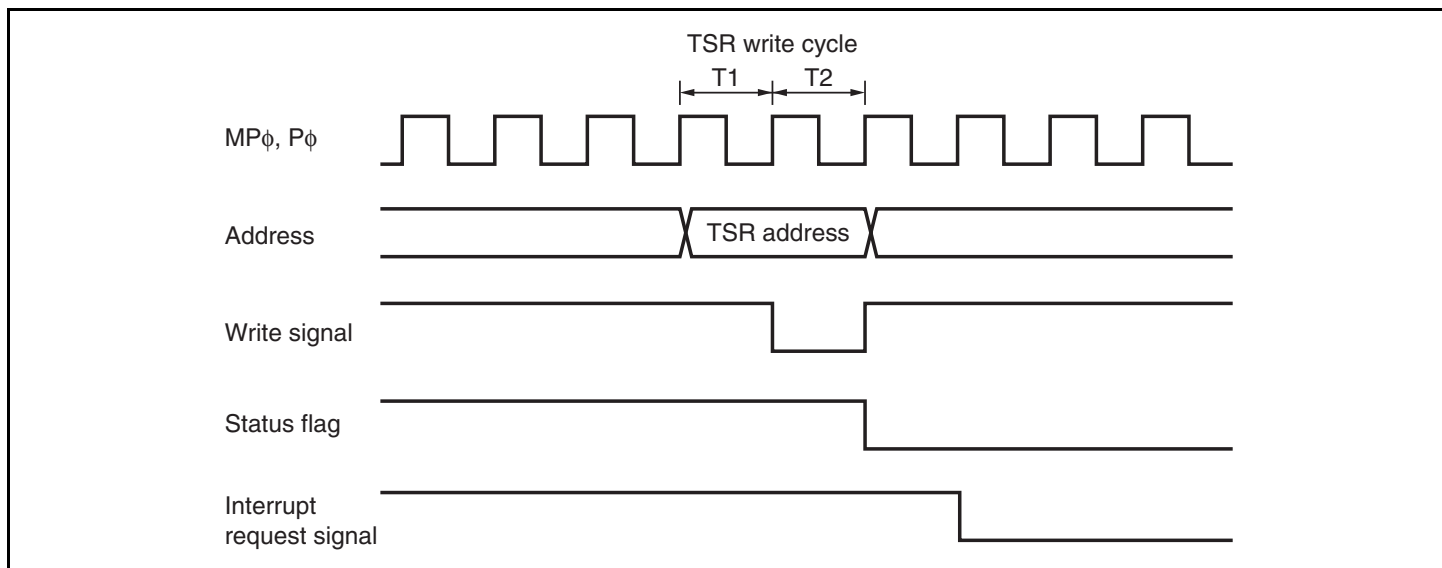 TSR write cycle
T1 T2
MPφ, Pφ
Address
TSR address
Write signal
Status flag
Interrupt
request signal